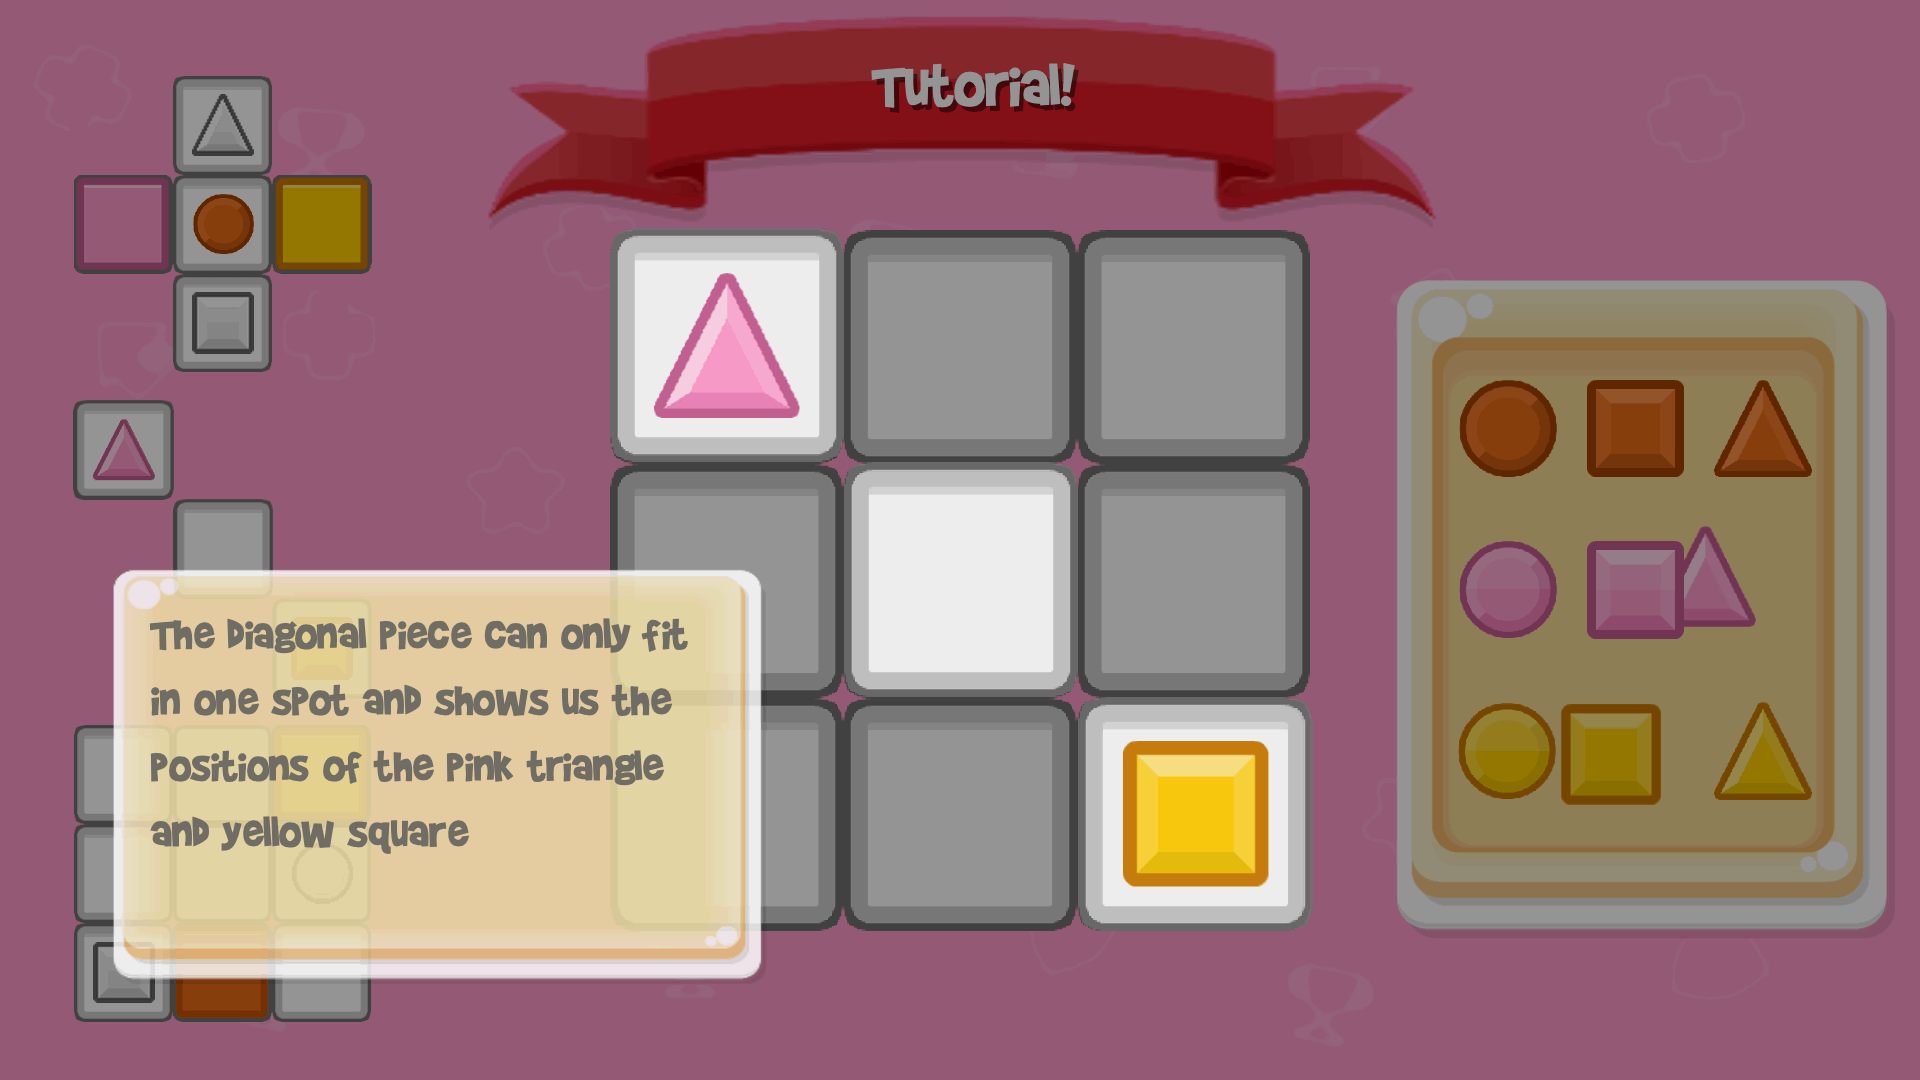 Tutorial!
The Diagonal Piece can only fit
in one spot and shows us the
Positions of the Pink triangle
and yellow square